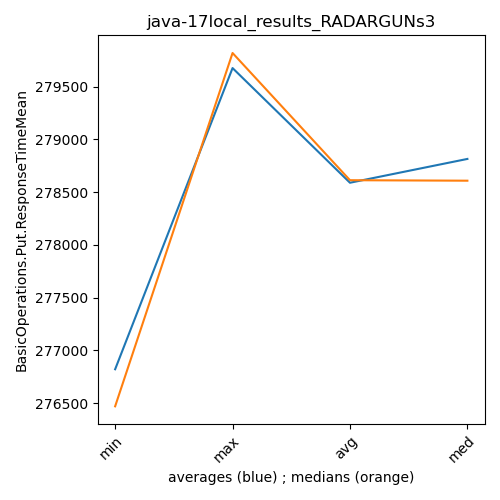 java-17local_results_RADARGUNs3
BasicOperations.Put.ResponseTimeMean
279500
279000
278500
278000
277500
277000
276500
min
max
avg
med
averages (blue) ; medians (orange)